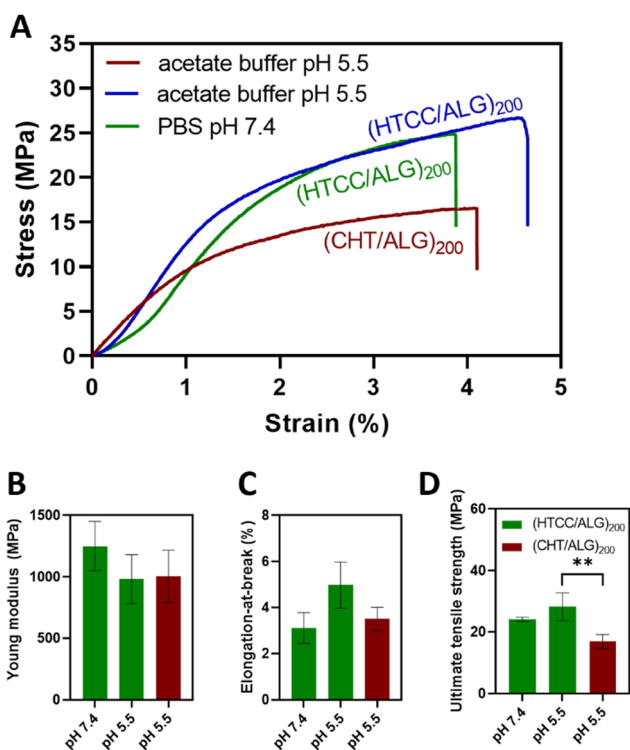 A
35
30
25
20
15
10
5
0
Stress (MPa)
acetate buffer pH 5.5
acetate buffer pH 5.5
PBS pH 7.4
(HTCC/ALG)200
(HTCC/ALG)200
(CHT/ALG)200
0 1 2 3 4 5
Strain (%)
B
1500
1000
500
0
Young modulus (MPa)
pH 7.4
pH 5.5
pH 5.5
C
8
6
4
2
0
Elongation-at-break (%)
pH 7.4
pH 5.5
pH 5.5
D
60
40
20
0
Ultimate tensile strength (MPa)
(HTCC/ALG)200
(CHT/ALG)200
**
pH 7.4
pH 5.5
pH 5.5